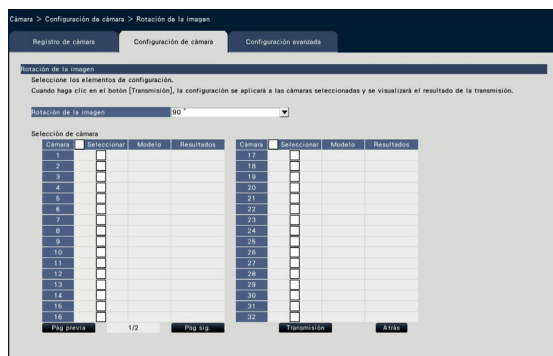 Cámara > Configuración de cámara > Rotación de la imagen
Registro de cámara Configuración de cámara Configuración avanzada
Rotación de la imagen
Seleccione los elementos de configuración.
Cuando haga clic en el botón [Transmisión], la configuración se aplicará a las cámaras seleccionadas y se visualizará el resultado de la transmisión.
Rotación de la imagen 90 °
Selección de cámara
Cámara Seleccionar Modelo Resultados Cámara Seleccionar Modelo Resultados
1 17
2 18
3 19
4 20
5 21
6 22
7 23
8 24
9 25
10 26
11 27
12 28
13 29
14 30
15 31
16 32
Pág previa 1/2 Pág sig. Transmisión Atrás